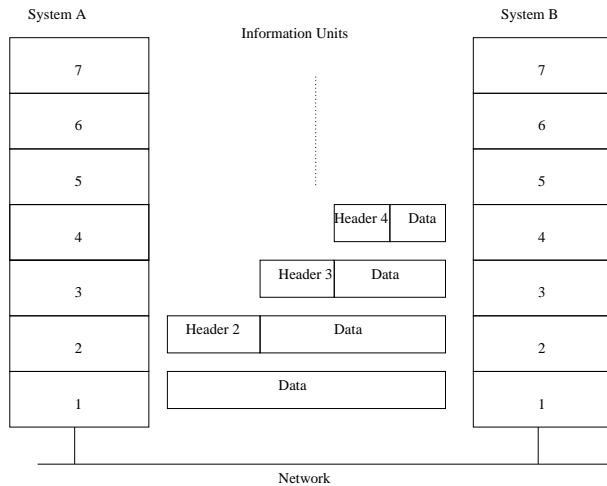 System A
Information Units
System B
7
7
6
6
5
5
4
Header 4 Data
4
3
Header 3 Data
3
2
Header 2 Data
2
1
Data
1
Network